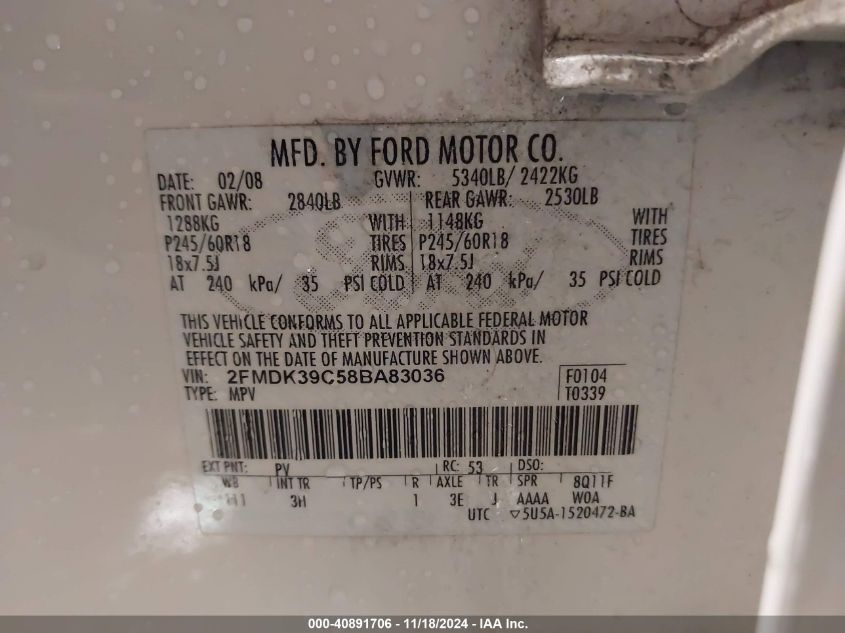 MFD. BY FORD MOTOR CO.
DATE: 02/08 GVWR: 5340LB/ 2422KG
FRONT GAWR: 2840LB REAR GAWR: 2530LB
1288KG WITH 1148KG WITH
P245/60R18 TIRES P245/60R18 TIRES
18x7.5J RIMS 18x7.5J RIMS
AT 240 kPa/ 35 PSI COLD AT 240 kPa/ 35 PSI COLD
THIS VEHICLE CONFORMS TO ALL APPLICABLE FEDERAL MOTOR
VEHICLE SAFETY AND THEFT PREVENTION STANDARDS IN
EFFECT ON THE DATE OF MANUFACTURE SHOWN ABOVE.
VIN: 2FMDK39C58BA83036 F0104
TYPE: MPV T0339
EXT PNT: PV RC: 53 DSO:
WB INT TR TP/PS R AXLE TR SPR 8Q11F
3H 1 3E J AAAA W0A
UTC ▽5U5A-1520472-BA
000-40891706 - 11/18/2024 - IAA Inc.